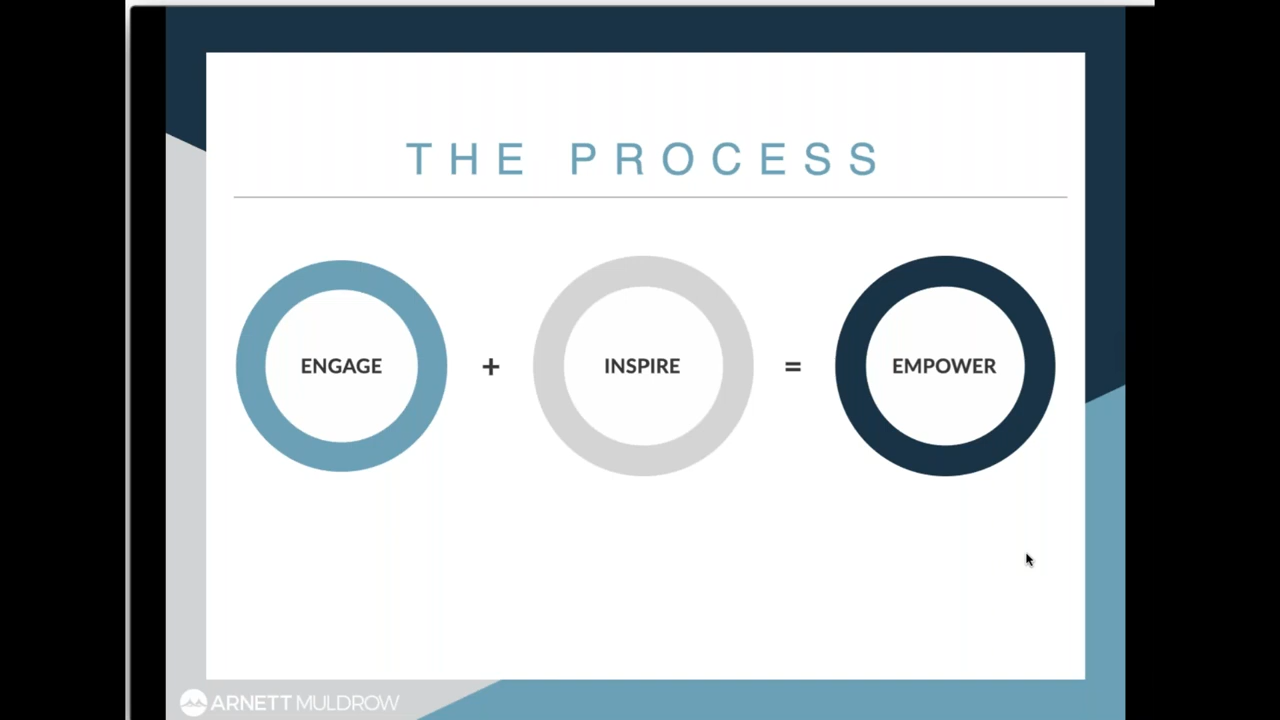 THE PROCESS
ENGAGE + INSPIRE = EMPOWER
ARNETT MULDROW